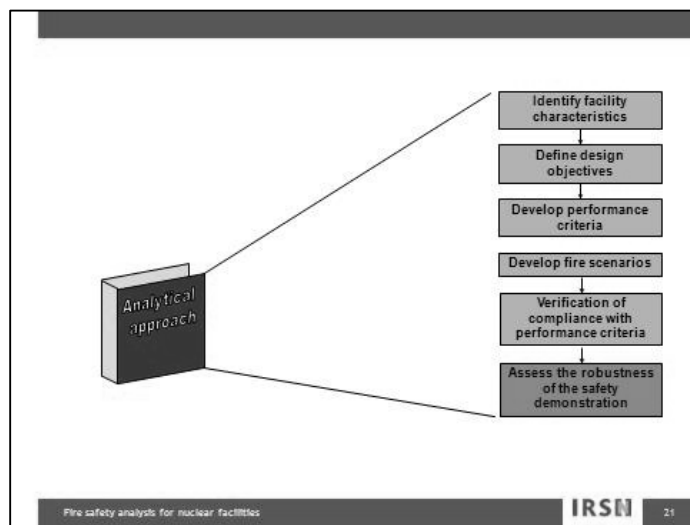 Identify facility
characteristics
Define design
objectives
Develop performance
criteria
Develop fire scenarios
Verification of
compliance with
performance criteria
Assess the robustness
of the safety
demonstration
Analytical
approach
Fire safety analysis for nuclear facilities
IRSN
21